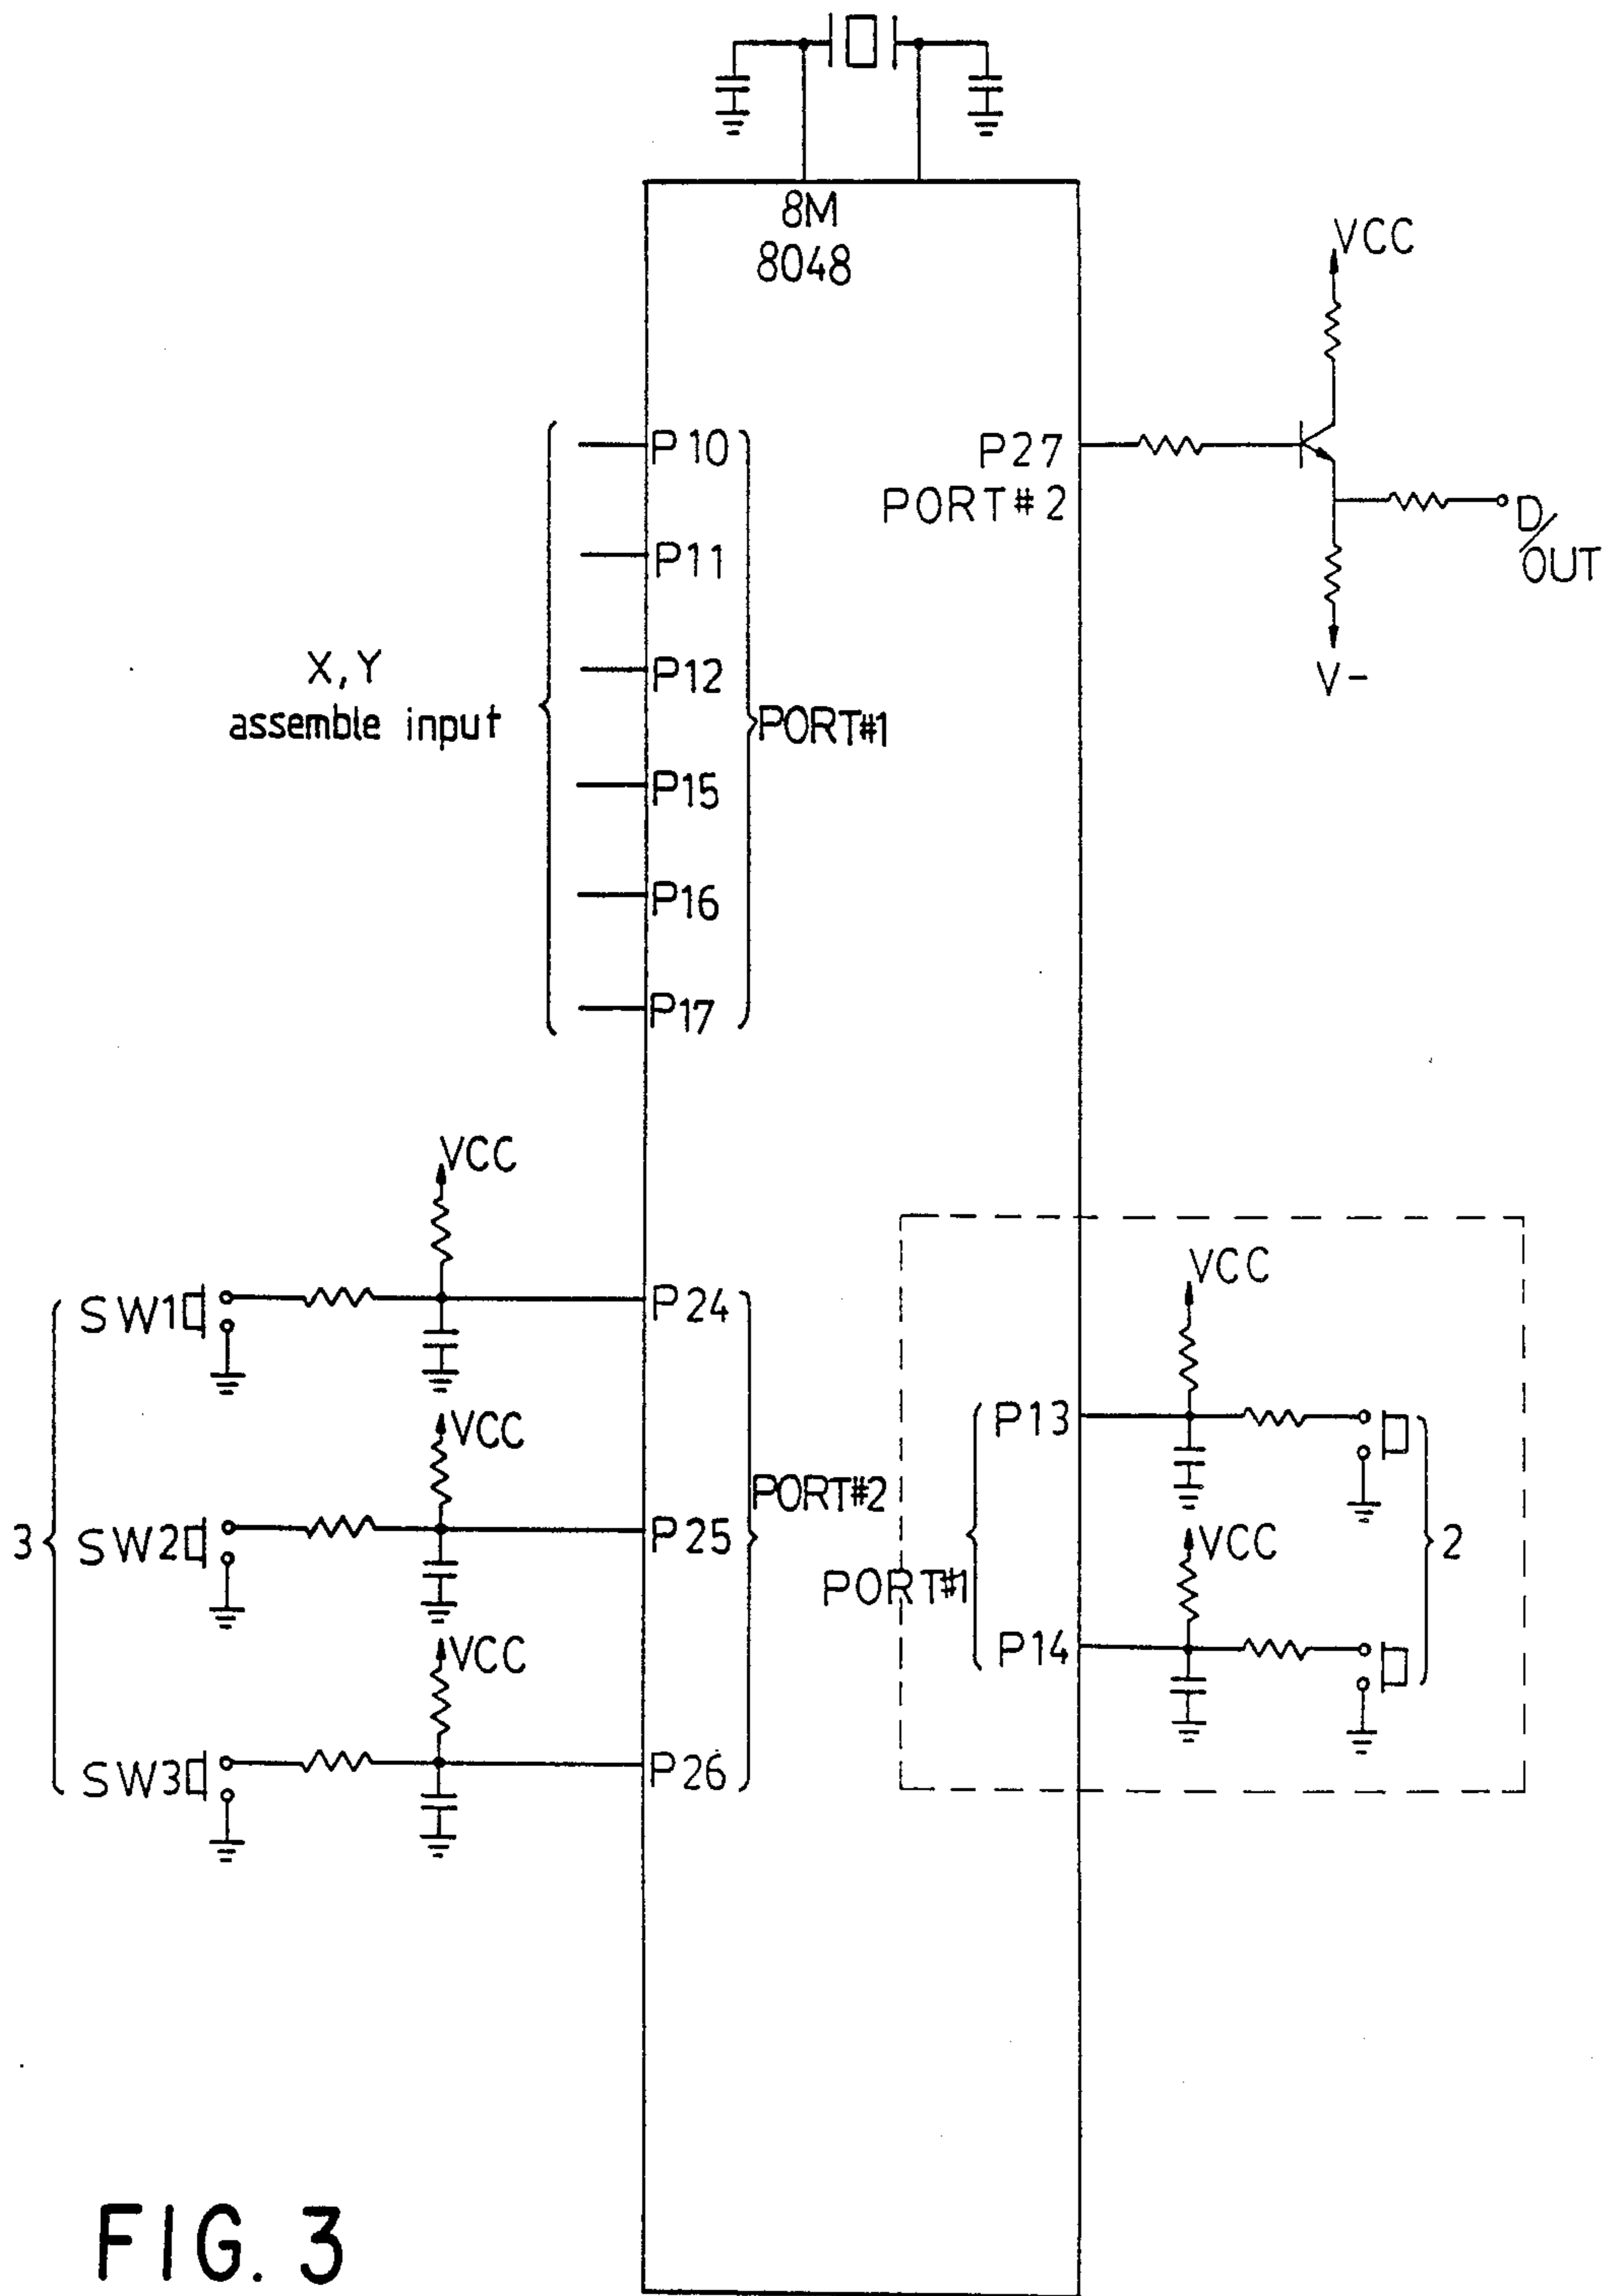 8M
8048
VCC
P10
P27
PORT#2
D/OUT
P11
X,Y
assemble input
P12
V-
PORT#1
P15
P16
P17
VCC
SW1
P24
VCC
VCC
P13
3
SW2
P25
PORT#2
PORT#1
VCC
2
VCC
P14
SW3
P26
FIG. 3